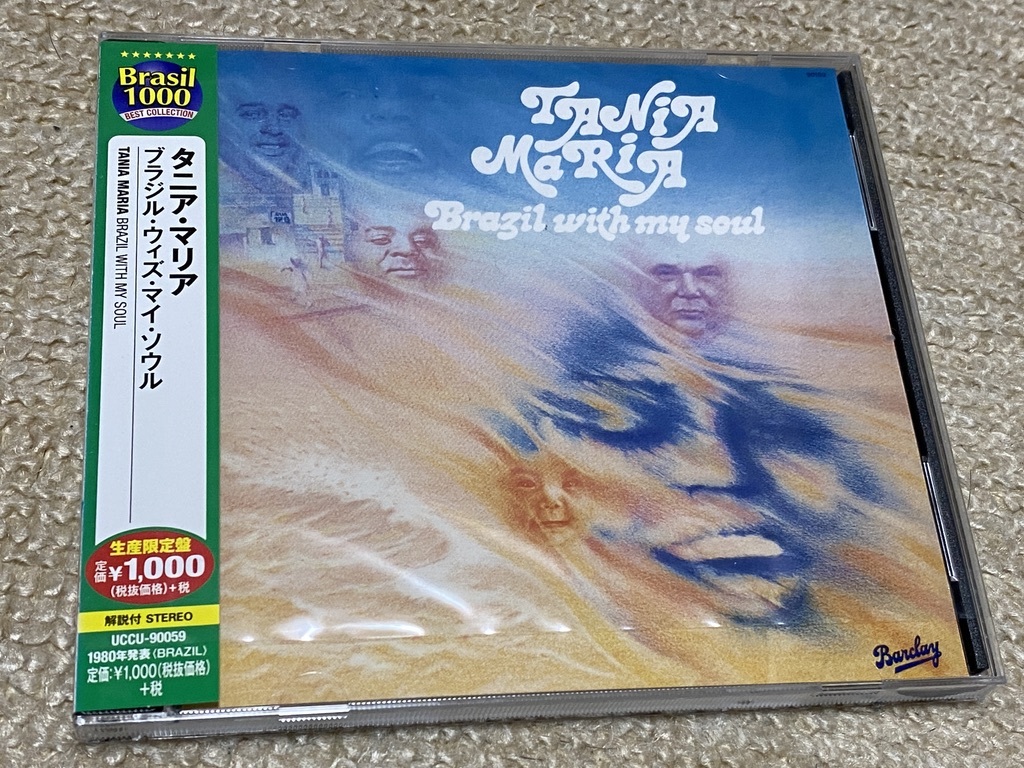 Brasil
1000
BEST COLLECTION
タニア・マリア
ブラジル・ウィズ・マイ・ソウル
TANIA MARIA BRAZIL WITH MY SOUL
生産限定盤
定価 ¥1,000
(税抜価格)+税
解説付 STEREO
UCCU-90059
1980年発表〈BRAZIL〉
定価:¥1,000(税抜価格)
+税
TANiA
MaRiA
Brazil with my soul
Barclay